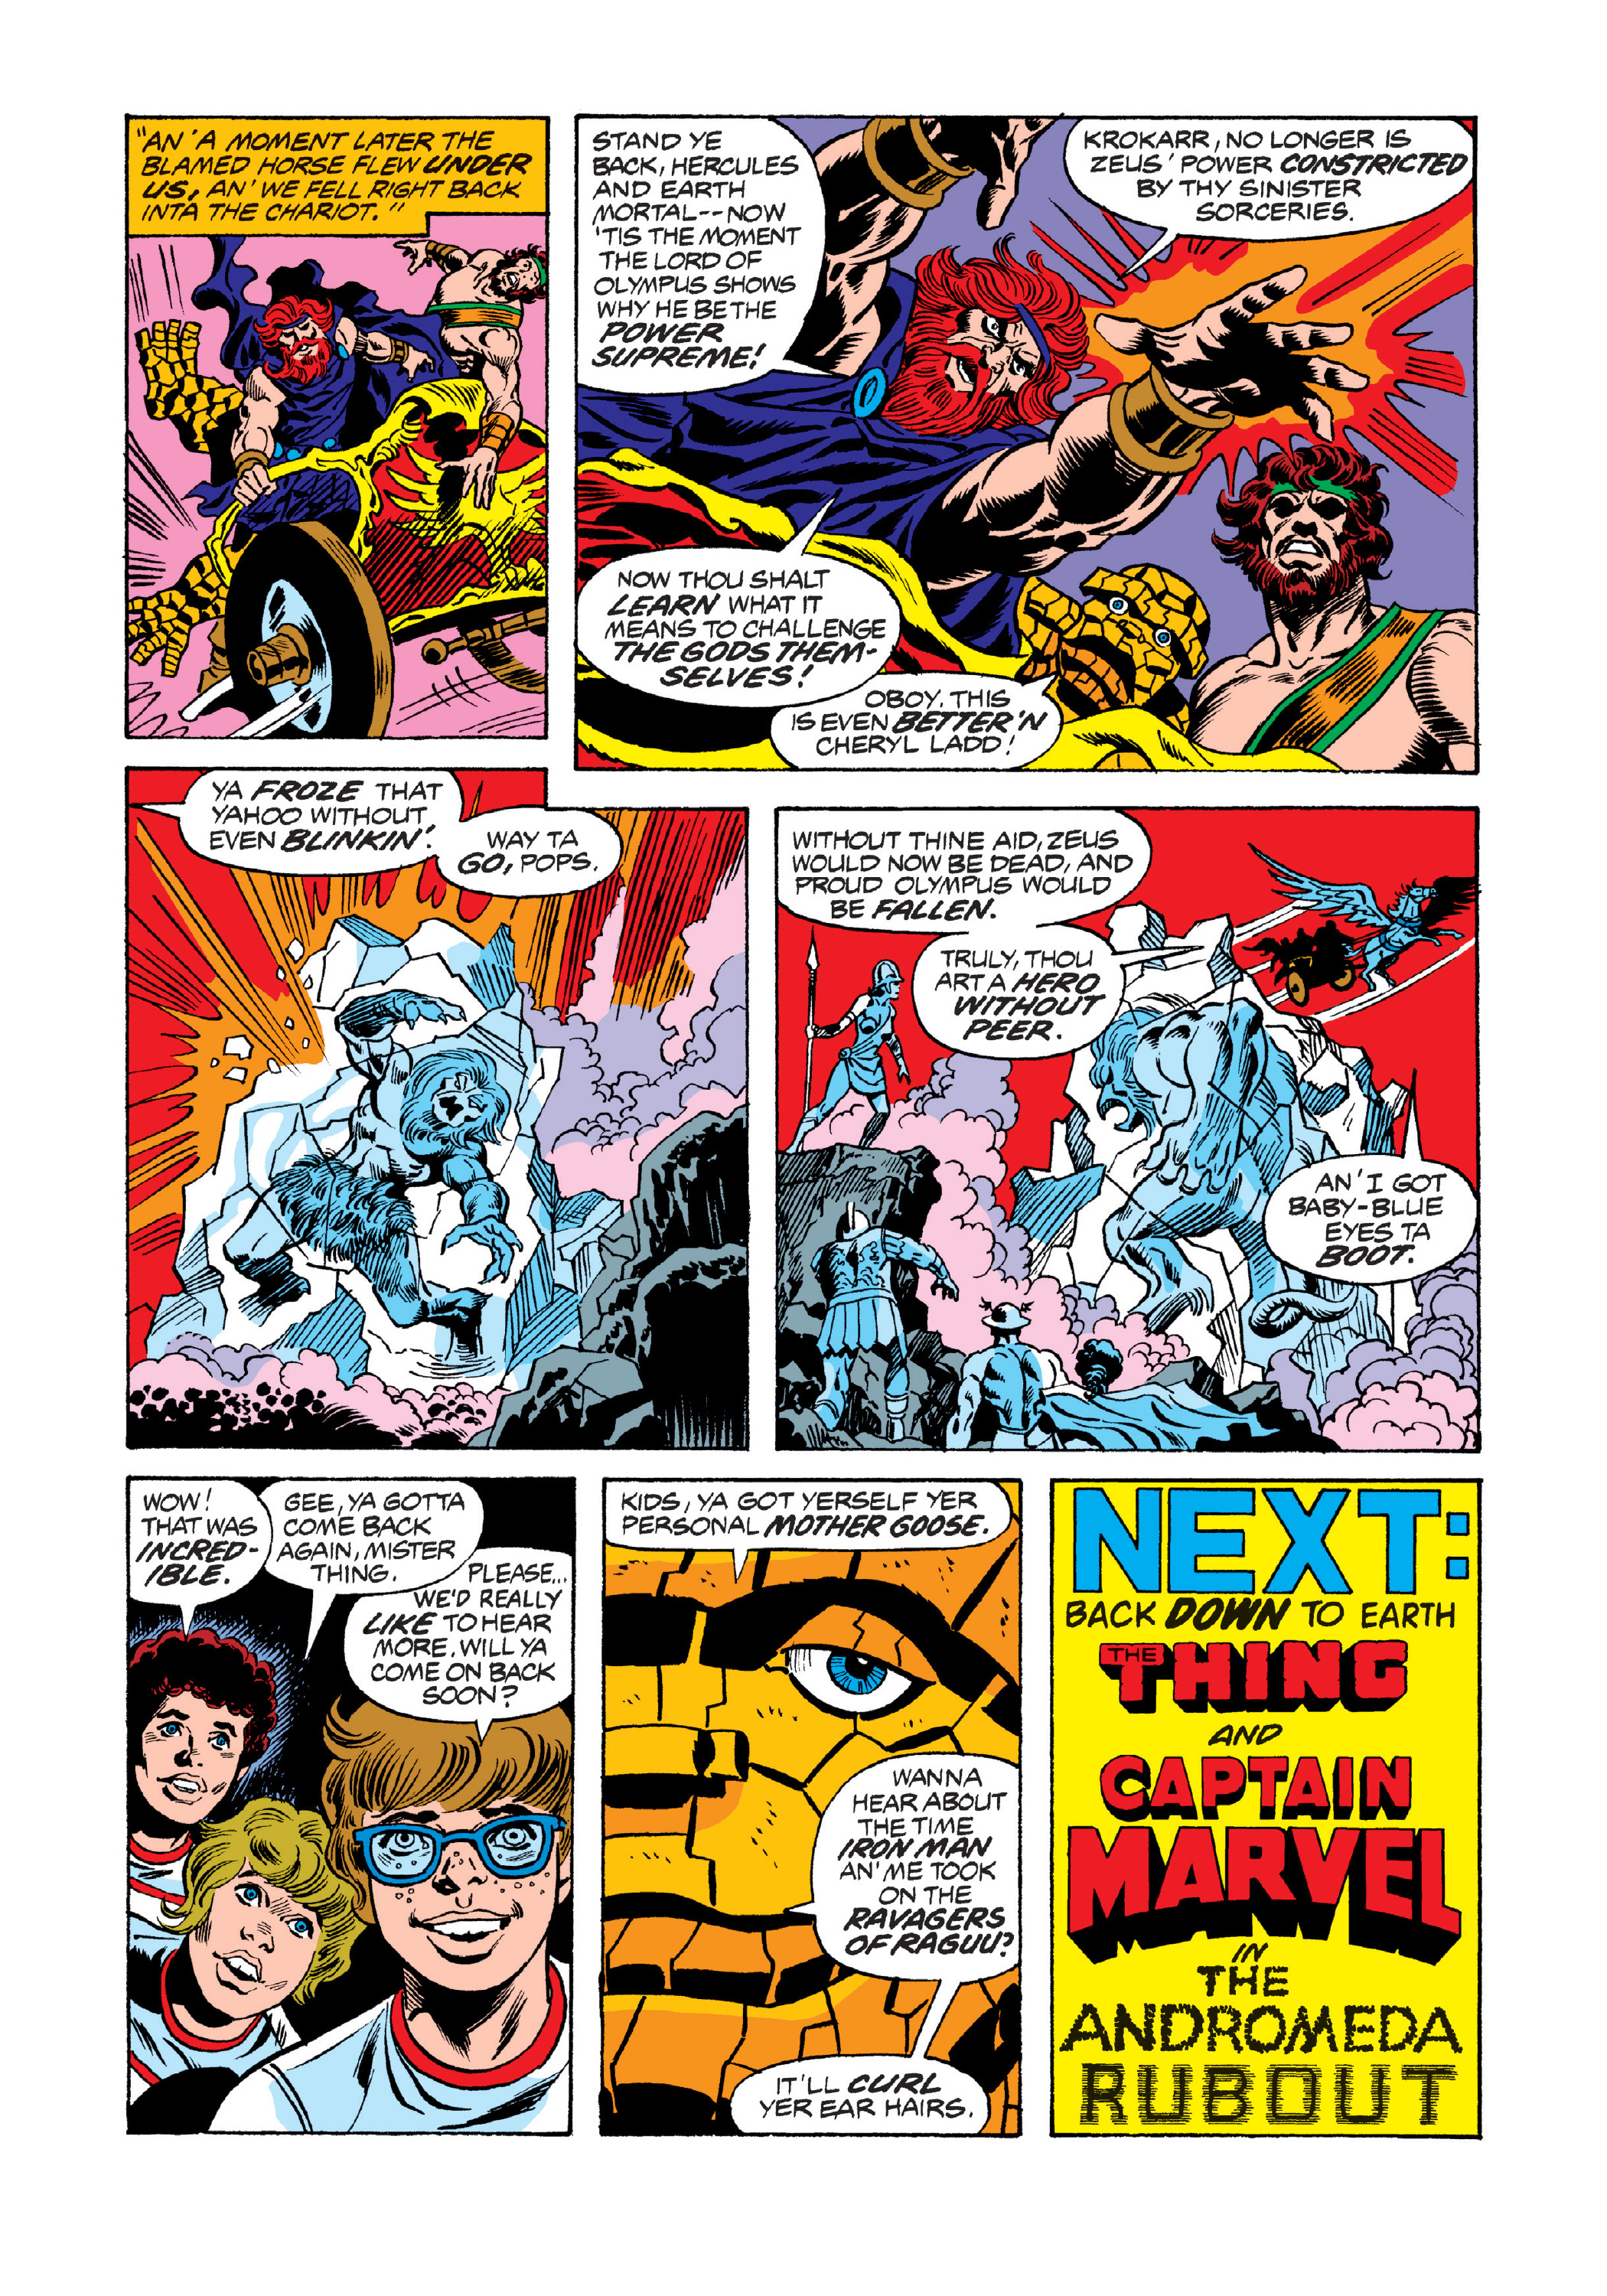 "AN' A MOMENT LATER THE
BLAMED HORSE FLEW UNDER
US, AN' WE FELL RIGHT BACK
INTA THE CHARIOT."
STAND YE
BACK, HERCULES
AND EARTH
MORTAL--NOW
'TIS THE MOMENT
THE LORD OF
OLYMPUS SHOWS
WHY HE BE THE
POWER
SUPREME!
KROKARR, NO LONGER IS
ZEUS' POWER CONSTRICTED
BY THY SINISTER
SORCERIES.
NOW THOU SHALT
LEARN WHAT IT
MEANS TO CHALLENGE
THE GODS THEM-
SELVES!
OBOY. THIS
IS EVEN BETTER'N
CHERYL LADD!
YA FROZE THAT
YAHOO WITHOUT
EVEN BLINKIN'.
WAY TA
GO, POPS.
WITHOUT THINE AID, ZEUS
WOULD NOW BE DEAD, AND
PROUD OLYMPUS WOULD
BE FALLEN.
TRULY, THOU
ART A HERO
WITHOUT
PEER.
AN' I GOT
BABY-BLUE
EYES TA
BOOT.
WOW!
THAT WAS
INCRED-
IBLE.
GEE, YA GOTTA
COME BACK
AGAIN, MISTER
THING.
PLEASE...
WE'D REALLY
LIKE TO HEAR
MORE. WILL YA
COME ON BACK
SOON?
KIDS, YA GOT YERSELF YER
PERSONAL MOTHER GOOSE.
WANNA
HEAR ABOUT
THE TIME
IRON MAN
AN' ME TOOK
ON THE
RAVAGERS
OF RAGUU?
IT'LL CURL
YER EAR HAIRS.
NEXT:
BACK DOWN TO EARTH
THE THING
AND
CAPTAIN
MARVEL
IN
THE
ANDROMEDA
RUBOUT